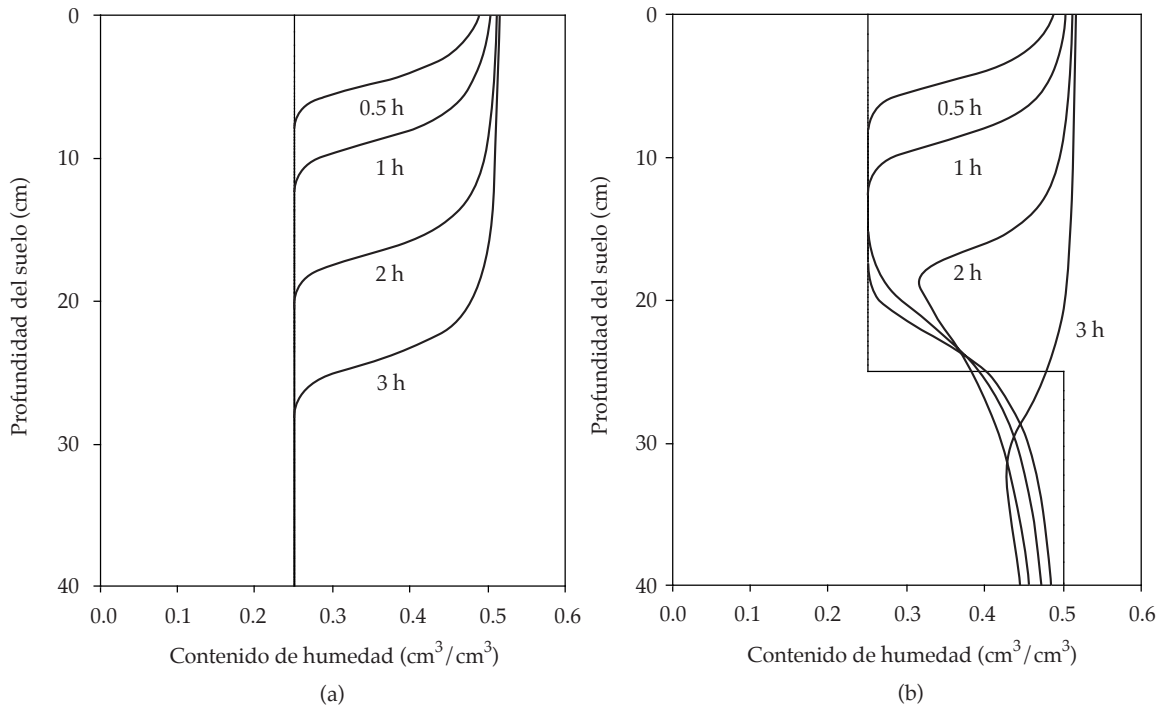 0
10
20
30
40
Profundidad del suelo (cm)
0.5 h
1 h
2 h
3 h
0.0 0.1 0.2 0.3 0.4 0.5 0.6
Contenido de humedad (cm³/cm³)
(a)
0
10
20
30
40
Profundidad del suelo (cm)
0.5 h
1 h
2 h
3 h
0.0 0.1 0.2 0.3 0.4 0.5 0.6
Contenido de humedad (cm³/cm³)
(b)